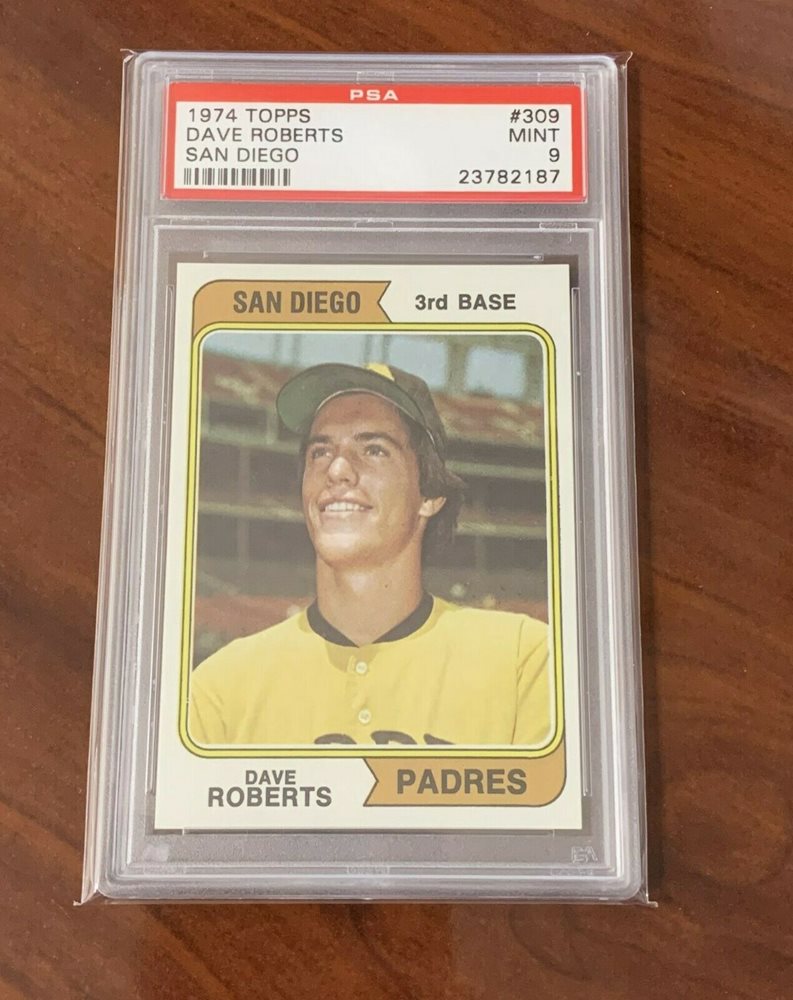 PSA
1974 TOPPS #309
DAVE ROBERTS MINT
SAN DIEGO 9
23782187
SAN DIEGO 3rd BASE
DAVE
ROBERTS
PADRES